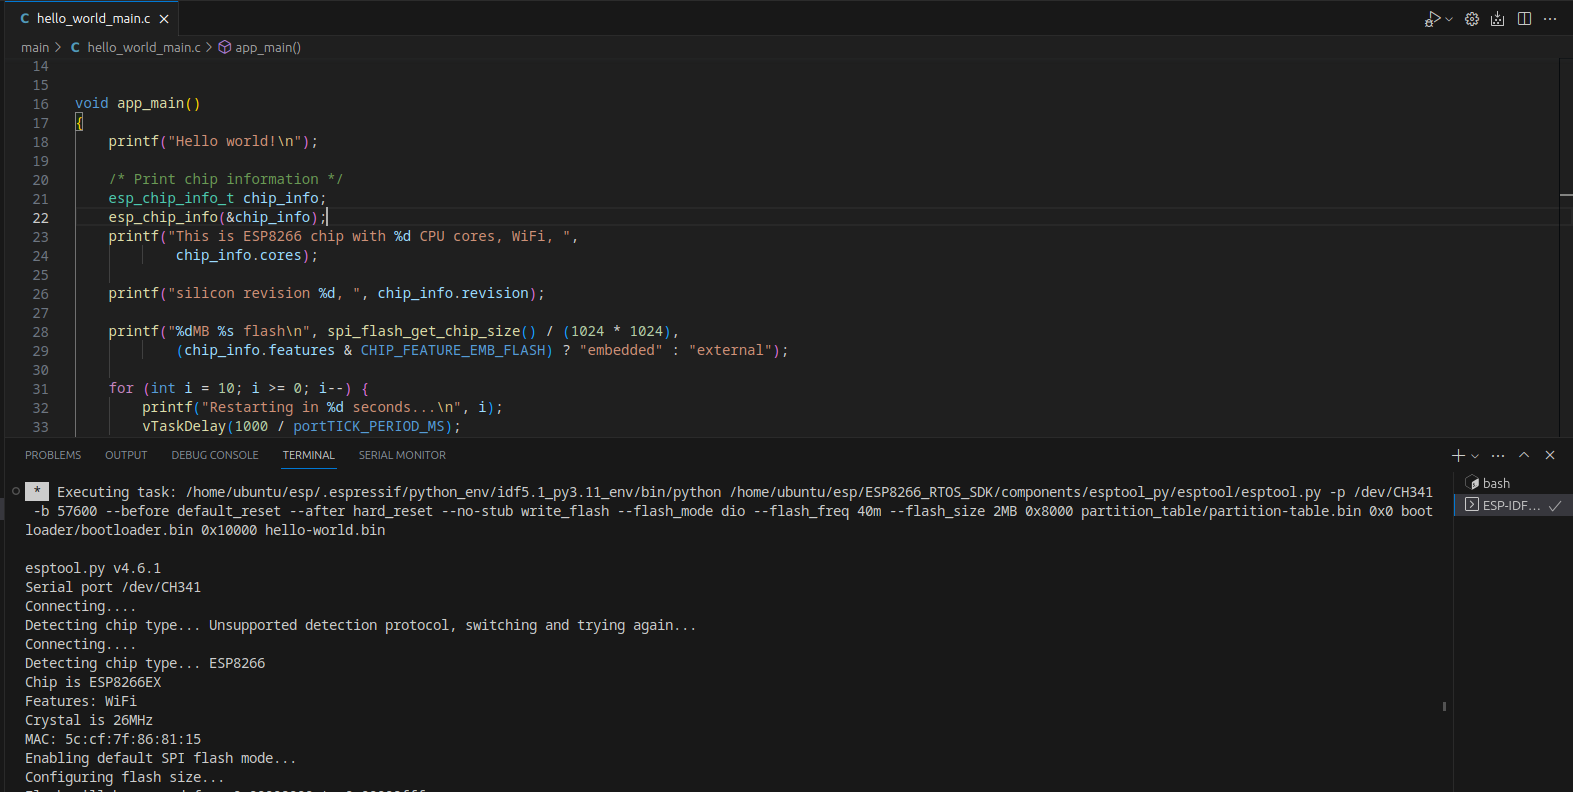 C hello_world_main.c ×
main > C hello_world_main.c > app_main()
14
15
16 void app_main()
17 {
18 printf("Hello world!\n");
19
20 /* Print chip information */
21 esp_chip_info_t chip_info;
22 esp_chip_info(&chip_info);
23 printf("This is ESP8266 chip with %d CPU cores, WiFi, ",
24 chip_info.cores);
25
26 printf("silicon revision %d, ", chip_info.revision);
27
28 printf("%dMB %s flash\n", spi_flash_get_chip_size() / (1024 * 1024),
29 (chip_info.features & CHIP_FEATURE_EMB_FLASH) ? "embedded" : "external");
30
31 for (int i = 10; i >= 0; i--) {
32 printf("Restarting in %d seconds...\n", i);
33 vTaskDelay(1000 / portTICK_PERIOD_MS);
PROBLEMS OUTPUT DEBUG CONSOLE TERMINAL SERIAL MONITOR
bash
ESP-IDF...
* Executing task: /home/ubuntu/esp/.espressif/python_env/idf5.1_py3.11_env/bin/python /home/ubuntu/esp/ESP8266_RTOS_SDK/components/esptool_py/esptool/esptool.py -p /dev/CH341
-b 57600 --before default_reset --after hard_reset --no-stub write_flash --flash_mode dio --flash_freq 40m --flash_size 2MB 0x8000 partition_table/partition-table.bin 0x0 boot
loader/bootloader.bin 0x10000 hello-world.bin
esptool.py v4.6.1
Serial port /dev/CH341
Connecting....
Detecting chip type... Unsupported detection protocol, switching and trying again...
Connecting....
Detecting chip type... ESP8266
Chip is ESP8266EX
Features: WiFi
Crystal is 26MHz
MAC: 5c:cf:7f:86:81:15
Enabling default SPI flash mode...
Configuring flash size...